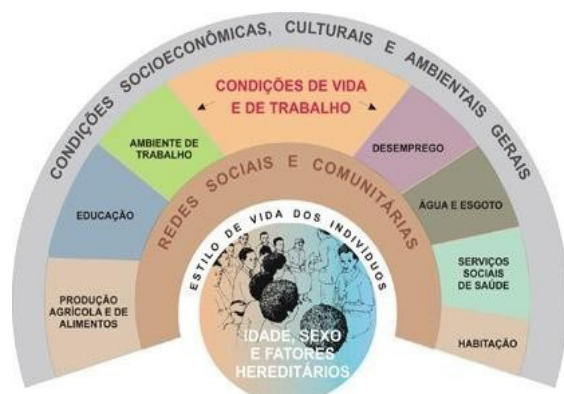 CONDIÇÕES SOCIOECONÔMICAS, CULTURAIS E AMBIENTAIS GERAIS
CONDIÇÕES DE VIDA
E DE TRABALHO
AMBIENTE DE
TRABALHO
DESEMPREGO
REDES SOCIAIS E COMUNITÁRIAS
EDUCAÇÃO
ÁGUA E ESGOTO
ESTILO DE VIDA DOS INDIVÍDUOS
PRODUÇÃO
AGRÍCOLA E DE
ALIMENTOS
SERVIÇOS
SOCIAIS
DE SAÚDE
HABITAÇÃO
IDADE, SEXO
E FATORES
HEREDITÁRIOS